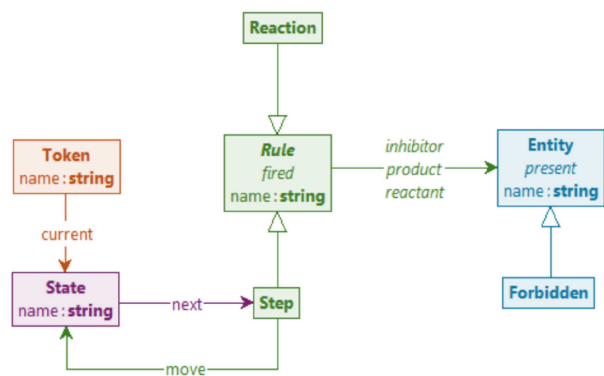 Reaction
Rule
fired
name:string
inhibitor
product
reactant
Entity
present
name:string
Token
name:string
current
State
name:string
next
Step
Forbidden
move